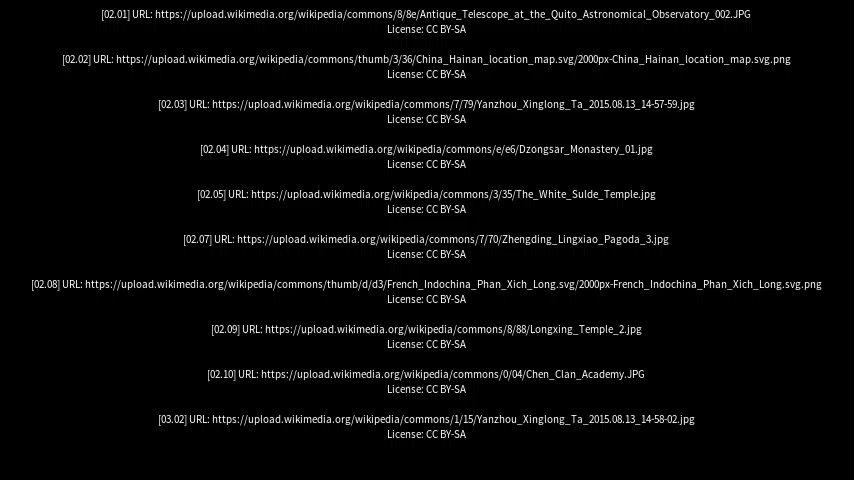 [02.01] URL: https://upload.wikimedia.org/wikipedia/commons/8/8e/Antique_Telescope_at_the_Quito_Astronomical_Observatory_002.JPG
License: CC BY-SA
[02.02] URL: https://upload.wikimedia.org/wikipedia/commons/thumb/3/36/China_Hainan_location_map.svg/2000px-China_Hainan_location_map.svg.png
License: CC BY-SA
[02.03] URL: https://upload.wikimedia.org/wikipedia/commons/7/79/Yanzhou_Xinglong_Ta_2015.08.13_14-57-59.jpg
License: CC BY-SA
[02.04] URL: https://upload.wikimedia.org/wikipedia/commons/e/e6/Dzongsar_Monastery_01.jpg
License: CC BY-SA
[02.05] URL: https://upload.wikimedia.org/wikipedia/commons/3/35/The_White_Sulde_Temple.jpg
License: CC BY-SA
[02.07] URL: https://upload.wikimedia.org/wikipedia/commons/7/70/Zhengding_Lingxiao_Pagoda_3.jpg
License: CC BY-SA
[02.08] URL: https://upload.wikimedia.org/wikipedia/commons/thumb/d/d3/French_Indochina_Phan_Xich_Long.svg/2000px-French_Indochina_Phan_Xich_Long.svg.png
License: CC BY-SA
[02.09] URL: https://upload.wikimedia.org/wikipedia/commons/8/88/Longxing_Temple_2.jpg
License: CC BY-SA
[02.10] URL: https://upload.wikimedia.org/wikipedia/commons/0/04/Chen_Clan_Academy.JPG
License: CC BY-SA
[03.02] URL: https://upload.wikimedia.org/wikipedia/commons/1/15/Yanzhou_Xinglong_Ta_2015.08.13_14-58-02.jpg
License: CC BY-SA